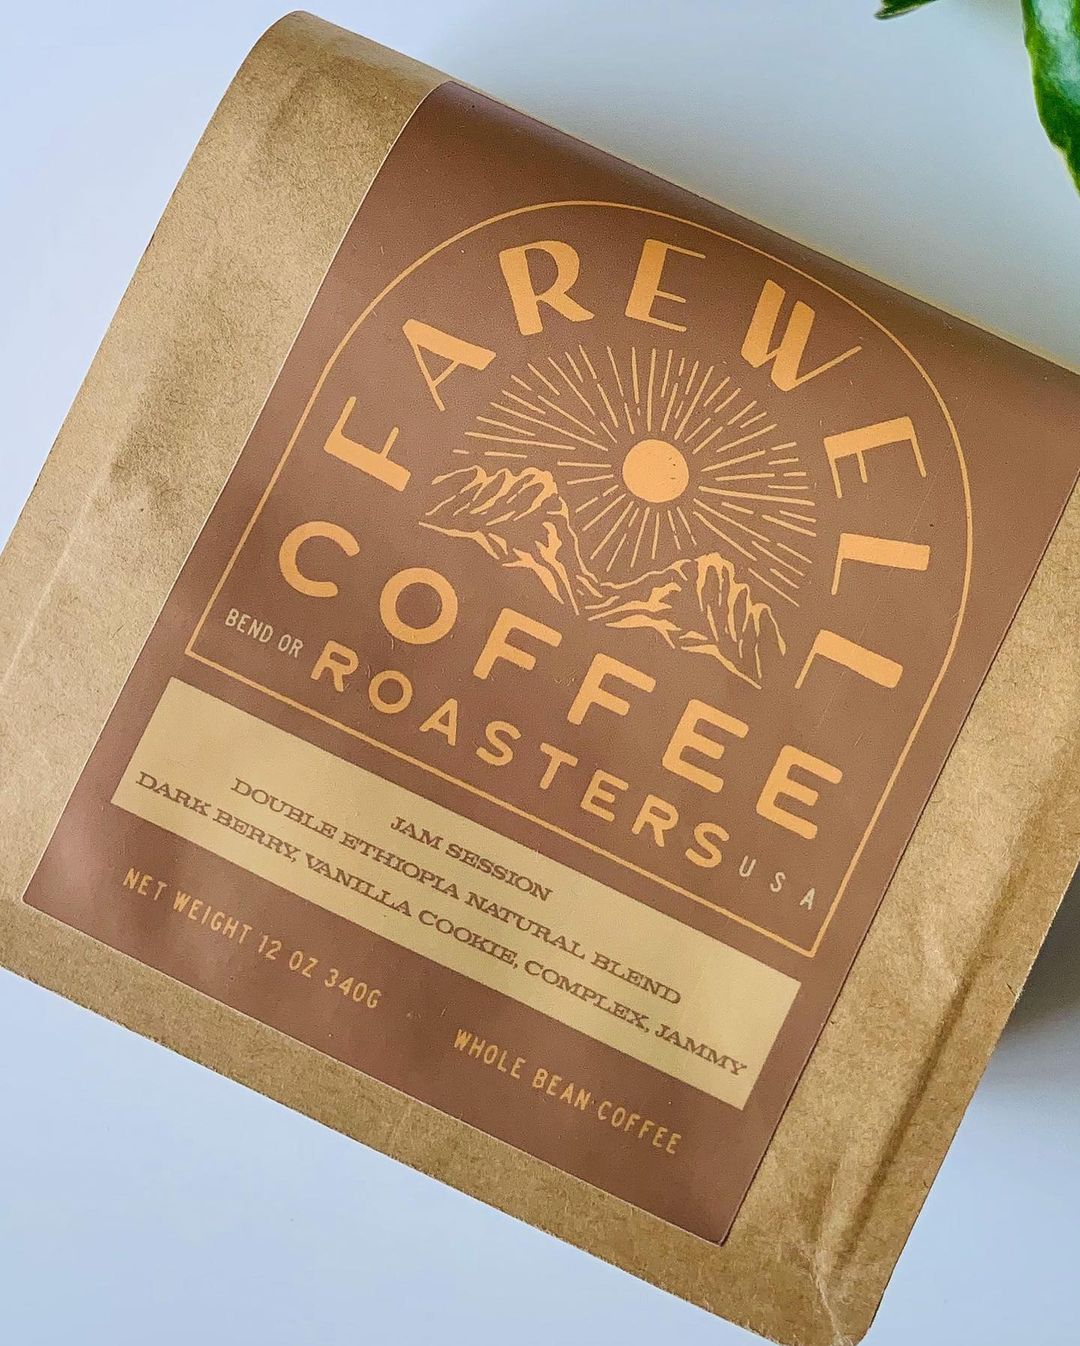 FAREWELL
COFFEE
BEND OR
ROASTERS
USA
JAM SESSION
DOUBLE ETHIOPIA NATURAL BLEND
DARK BERRY, VANILLA COOKIE, COMPLEX, JAMMY
NET WEIGHT 12 OZ 340G
WHOLE BEAN COFFEE